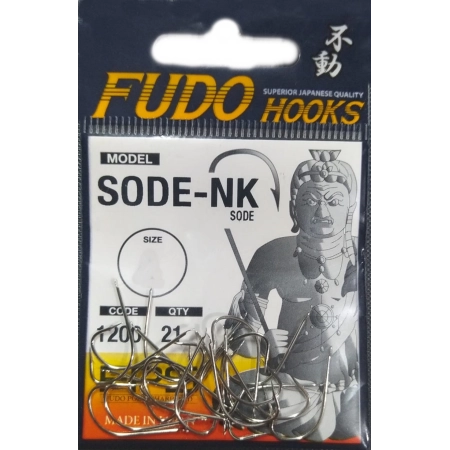 不動
FUDO
SUPERIOR JAPANESE QUALITY
HOOKS
MODEL
SODE-NK
SODE
SIZE
CODE
QTY
1200
21
MADE IN